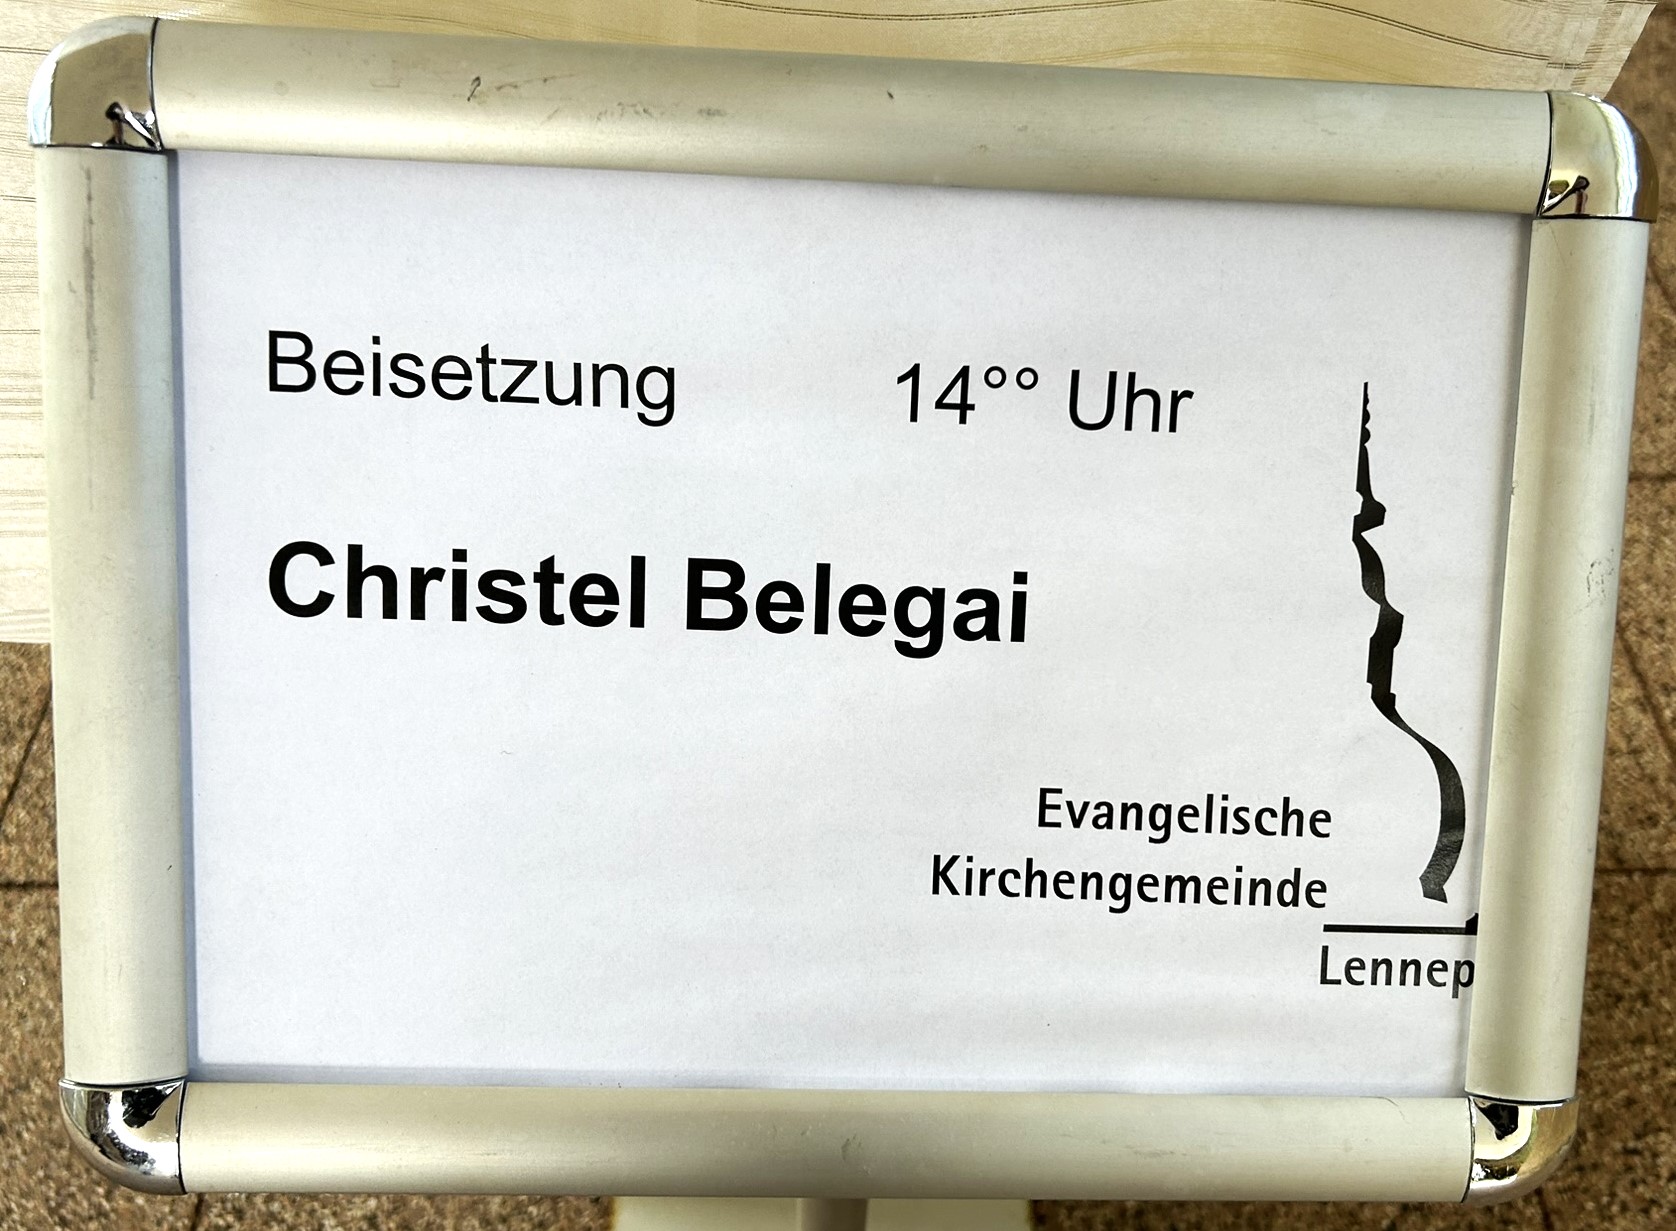 Beisetzung 14°° Uhr
Christel Belegai
Evangelische
Kirchengemeinde
Lennep